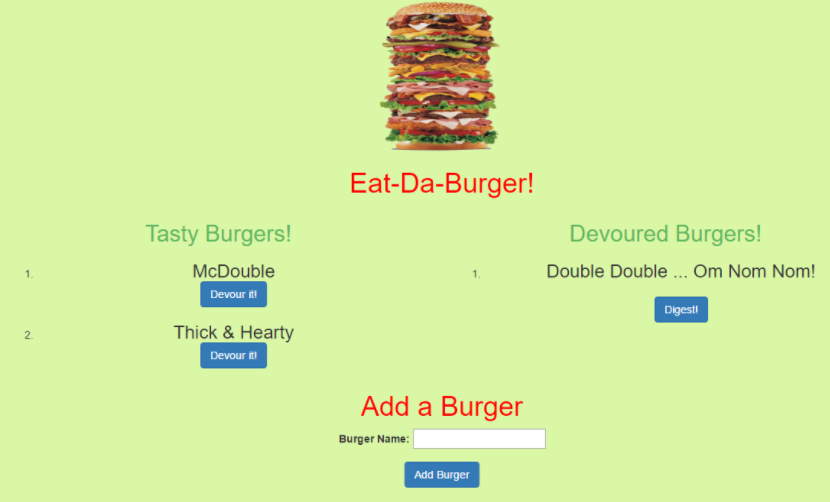 Eat-Da-Burger!
Tasty Burgers!
1. McDouble
Devour it!
2. Thick & Hearty
Devour it!
Devoured Burgers!
1. Double Double ... Om Nom Nom!
Digest!
Add a Burger
Burger Name:
Add Burger